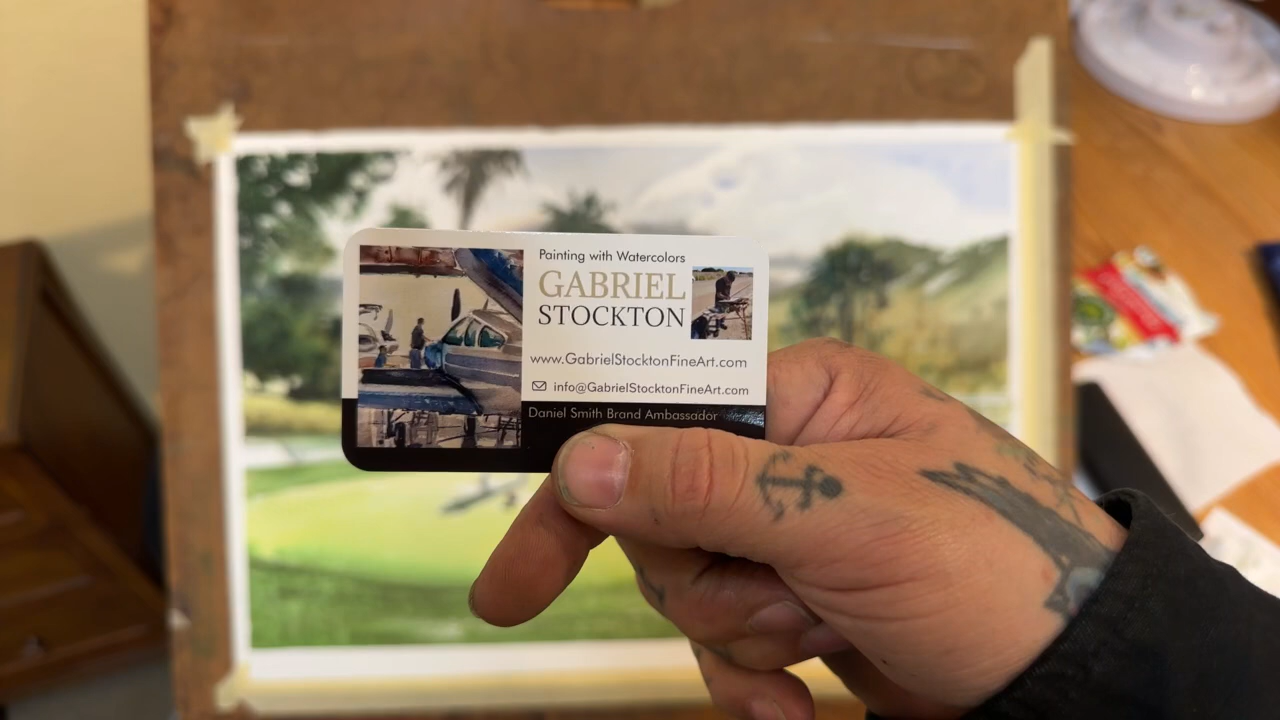 Painting with Watercolors
GABRIEL
STOCKTON
www.GabrielStocktonFineArt.com
info@GabrielStocktonFineArt.com
Daniel Smith Brand Ambassador